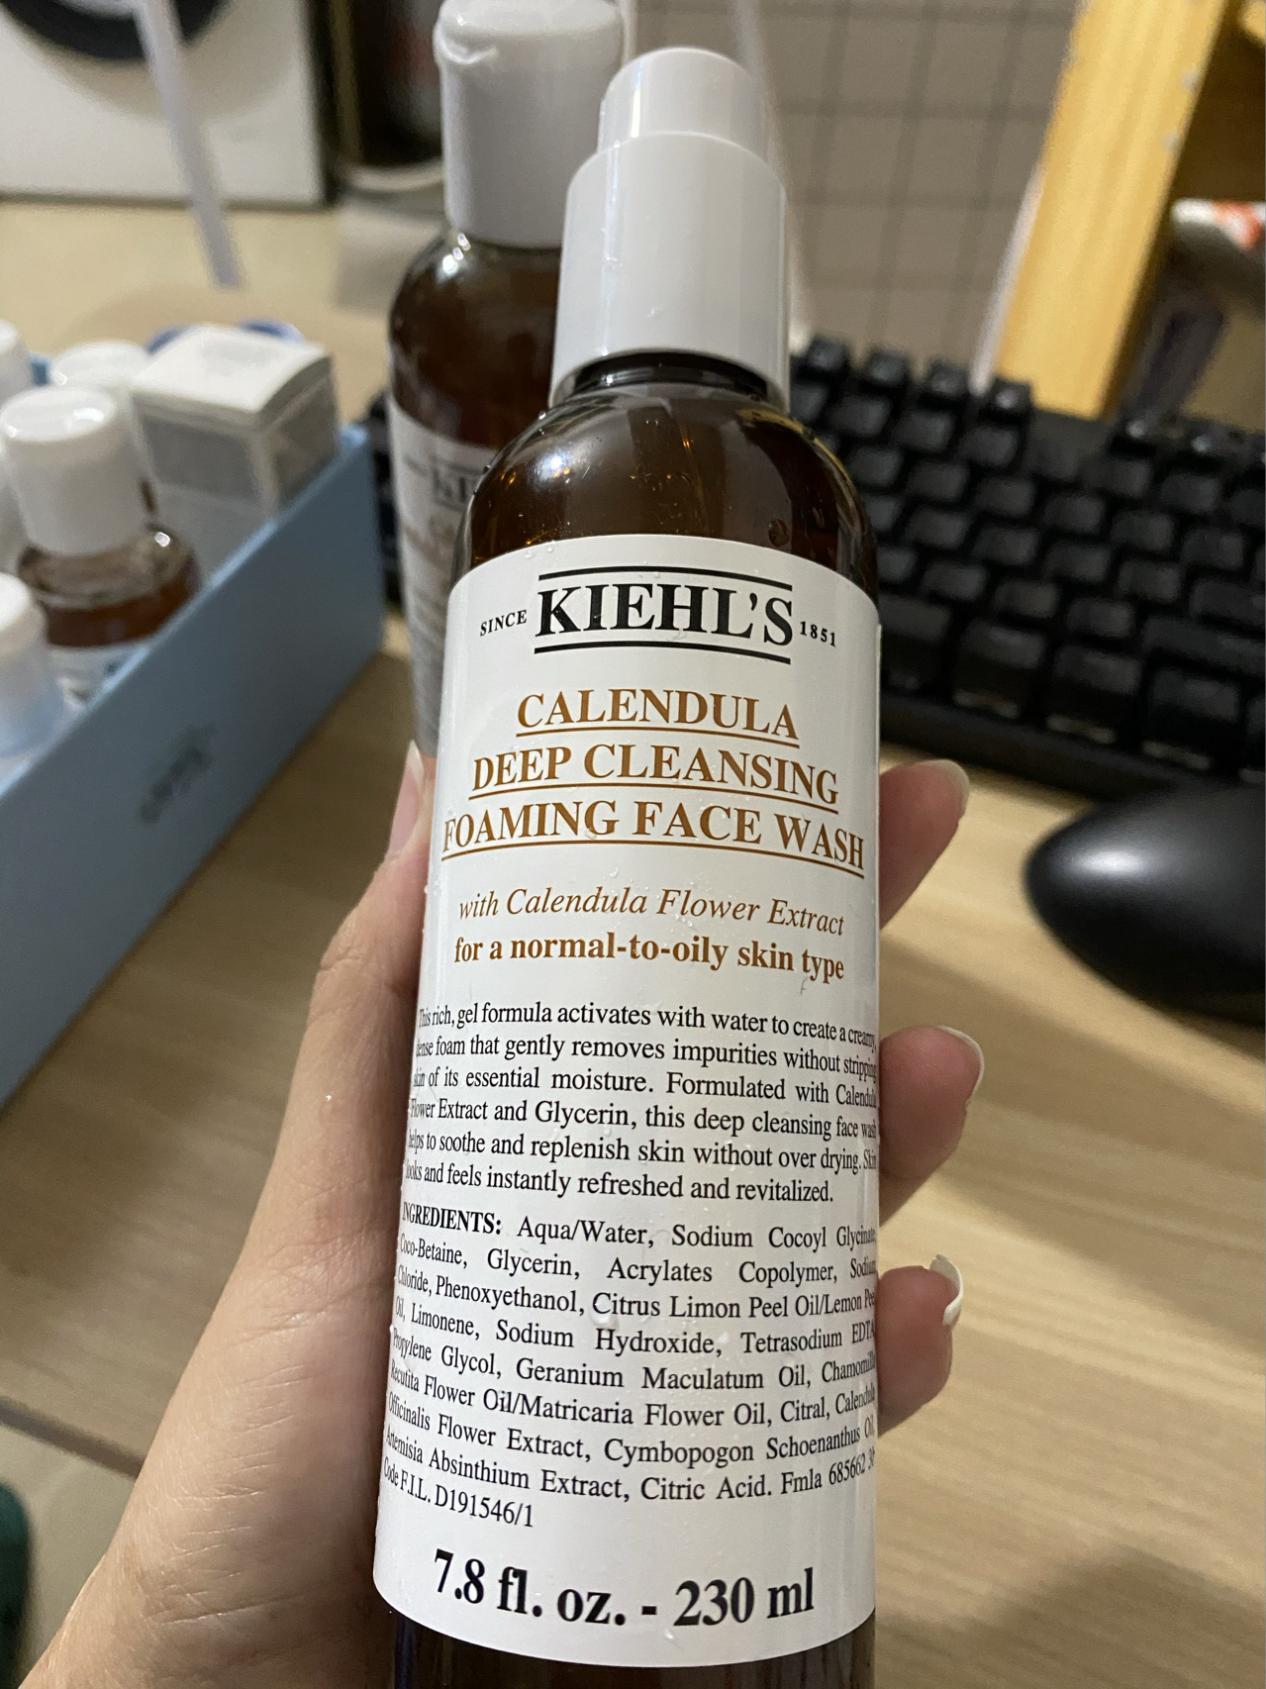 SINCE KIEHL'S 1851
CALENDULA
DEEP CLEANSING
FOAMING FACE WASH
with Calendula Flower Extract
for a normal-to-oily skin type
This rich, gel formula activates with water to create a creamy,
dense foam that gently removes impurities without stripping
skin of its essential moisture. Formulated with Calendula
Flower Extract and Glycerin, this deep cleansing face wash
helps to soothe and replenish skin without over drying. Skin
looks and feels instantly refreshed and revitalized.
INGREDIENTS: Aqua/Water, Sodium Cocoyl Glycinate,
Coco-Betaine, Glycerin, Acrylates Copolymer, Sodium
Chloride, Phenoxyethanol, Citrus Limon Peel Oil/Lemon Peel
Oil, Limonene, Sodium Hydroxide, Tetrasodium EDTA,
Propylene Glycol, Geranium Maculatum Oil, Chamomilla
Recutita Flower Oil/Matricaria Flower Oil, Citral, Calendula
Officinalis Flower Extract, Cymbopogon Schoenanthus Oil,
Artemisia Absinthium Extract, Citric Acid. Fmla 685662
Code F.I.L. D191546/1
7.8 fl. oz. - 230 ml